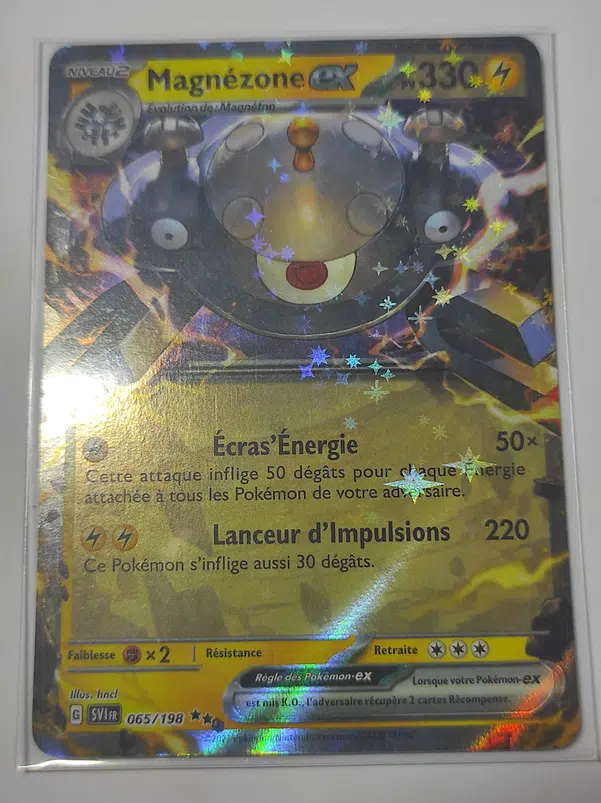 NIVEAU 2 Magnézone ex PV 330
Évolution de : Magnéton
Écras'Énergie 50×
Cette attaque inflige 50 dégâts pour chaque Énergie
attachée à tous les Pokémon de votre adversaire.
Lanceur d'Impulsions 220
Ce Pokémon s'inflige aussi 30 dégâts.
Faiblesse ×2 Résistance Retraite
Règle des Pokémon-ex Lorsque votre Pokémon-ex
est mis K.O., l'adversaire récupère 2 cartes Récompense.
Illus. hncl
G SVI FR 065/198